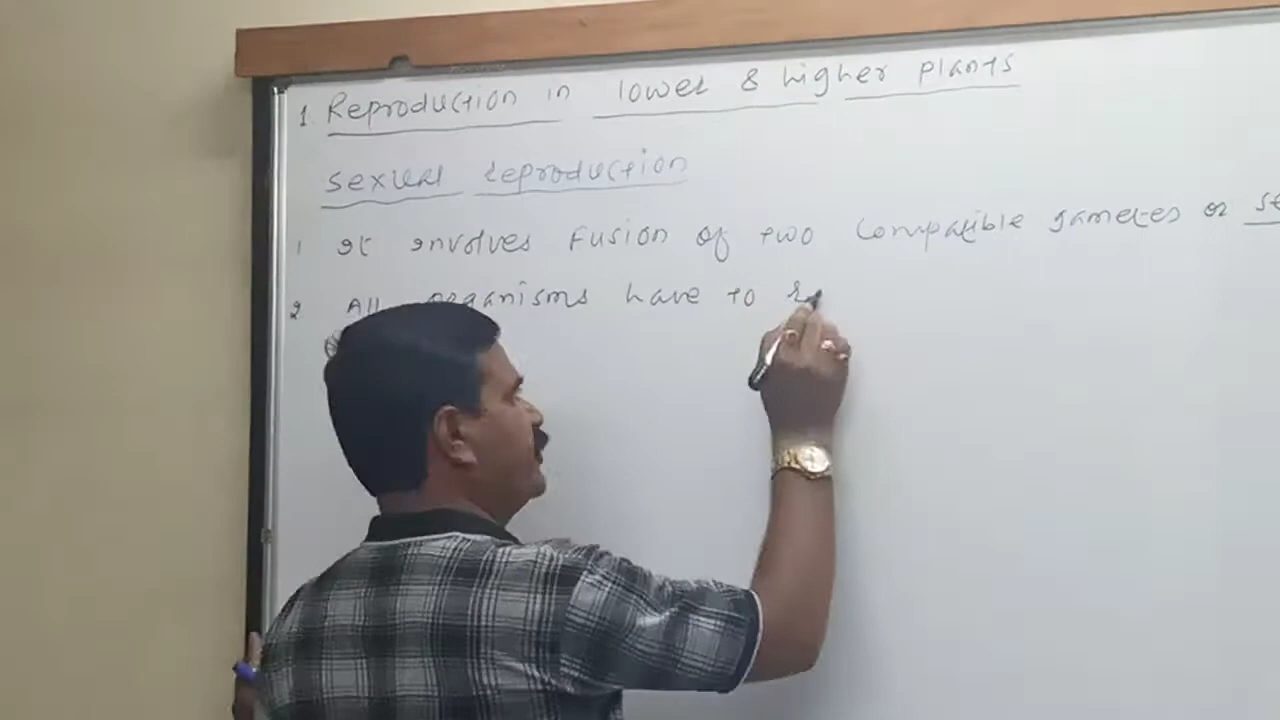 1. Reproduction in lower & higher plants
Sexual reproduction
1 It involves Fusion of two compatible gametes or se
2 All organisms have to